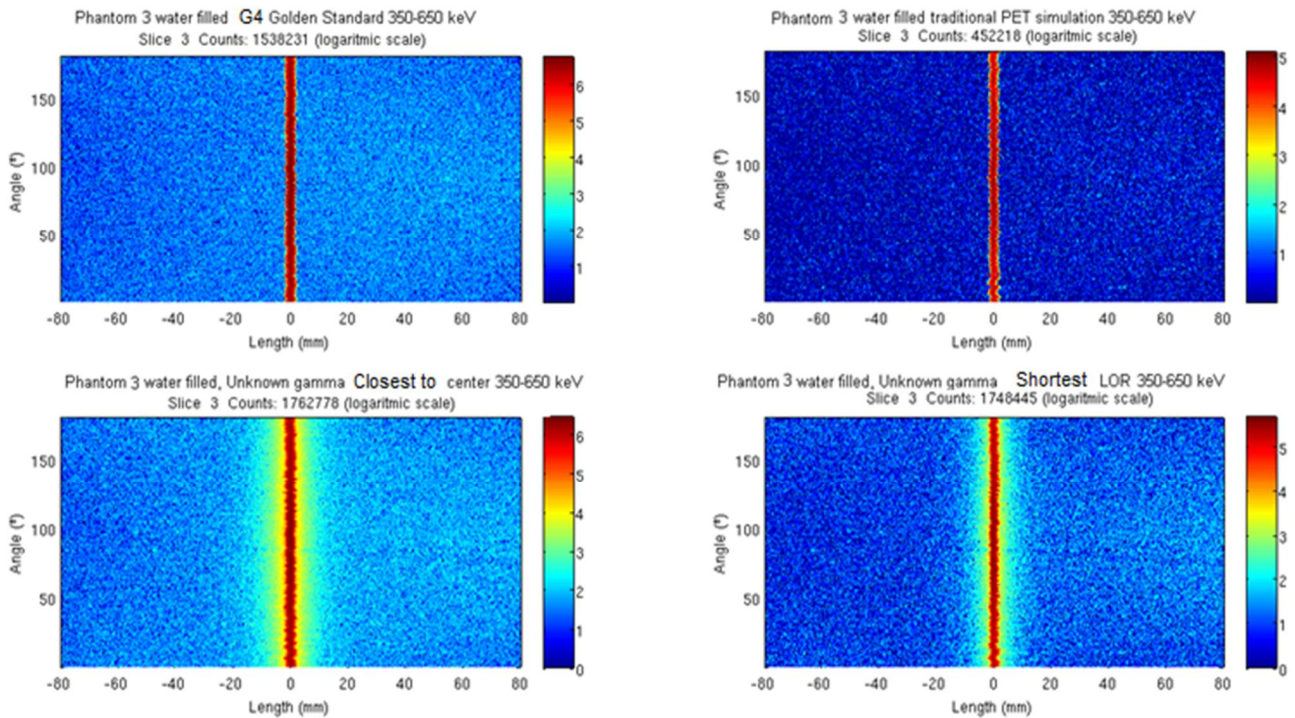 Phantom 3 water filled G4 Golden Standard 350-650 keV
Slice 3 Counts: 1538231 (logaritmic scale)
150
100
50
Angle (º)
-80 -60 -40 -20 0 20 40 60 80
Length (mm)
6
5
4
3
2
1
Phantom 3 water filled traditional PET simulation 350-650 keV
Slice 3 Counts: 452218 (logaritmic scale)
150
100
50
Angle (º)
-80 -60 -40 -20 0 20 40 60 80
Length (mm)
5
4
3
2
1
Phantom 3 water filled, Unknown gamma Closest to center 350-650 keV
Slice 3 Counts: 1762778 (logaritmic scale)
150
100
50
Angle (º)
-80 -60 -40 -20 0 20 40 60 80
Length (mm)
6
5
4
3
2
1
0
Phantom 3 water filled, Unknown gamma Shortest LOR 350-650 keV
Slice 3 Counts: 1748445 (logaritmic scale)
150
100
50
Angle (º)
-80 -60 -40 -20 0 20 40 60 80
Length (mm)
5
4
3
2
1
0